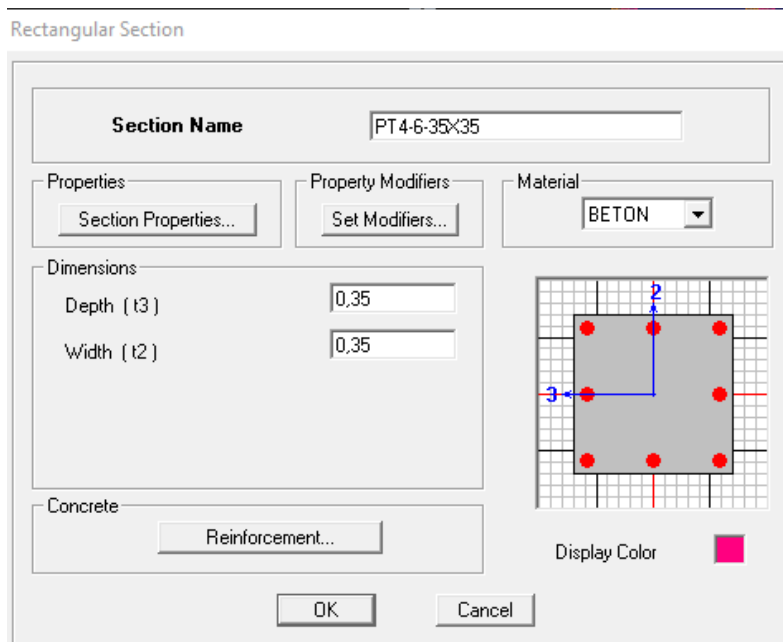 Rectangular Section
Section Name PT4-6-35X35
Properties Property Modifiers Material
Section Properties... Set Modifiers... BETON
Dimensions
Depth ( t3 ) 0,35
Width ( t2 ) 0,35
2
3
Concrete
Reinforcement...
Display Color
OK Cancel